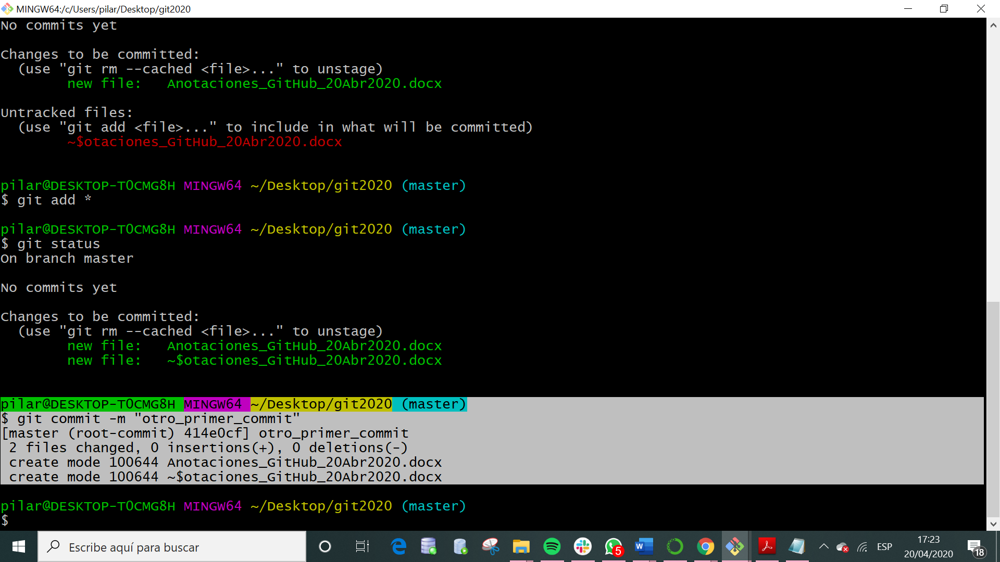 MINGW64:/c/Users/pilar/Desktop/git2020
No commits yet
Changes to be committed:
(use "git rm --cached <file>..." to unstage)
new file:   Anotaciones_GitHub_20Abr2020.docx
Untracked files:
(use "git add <file>..." to include in what will be committed)
~$otaciones_GitHub_20Abr2020.docx
pilar@DESKTOP-T0CMG8H MINGW64 ~/Desktop/git2020 (master)
$ git add *
pilar@DESKTOP-T0CMG8H MINGW64 ~/Desktop/git2020 (master)
$ git status
On branch master
No commits yet
Changes to be committed:
(use "git rm --cached <file>..." to unstage)
new file:   Anotaciones_GitHub_20Abr2020.docx
new file:   ~$otaciones_GitHub_20Abr2020.docx
pilar@DESKTOP-T0CMG8H MINGW64 ~/Desktop/git2020 (master)
$ git commit -m "otro_primer_commit"
[master (root-commit) 414e0cf] otro_primer_commit
2 files changed, 0 insertions(+), 0 deletions(-)
create mode 100644 Anotaciones_GitHub_20Abr2020.docx
create mode 100644 ~$otaciones_GitHub_20Abr2020.docx
pilar@DESKTOP-T0CMG8H MINGW64 ~/Desktop/git2020 (master)
$
Escribe aquí para buscar
5
W
ESP
17:23
20/04/2020
18